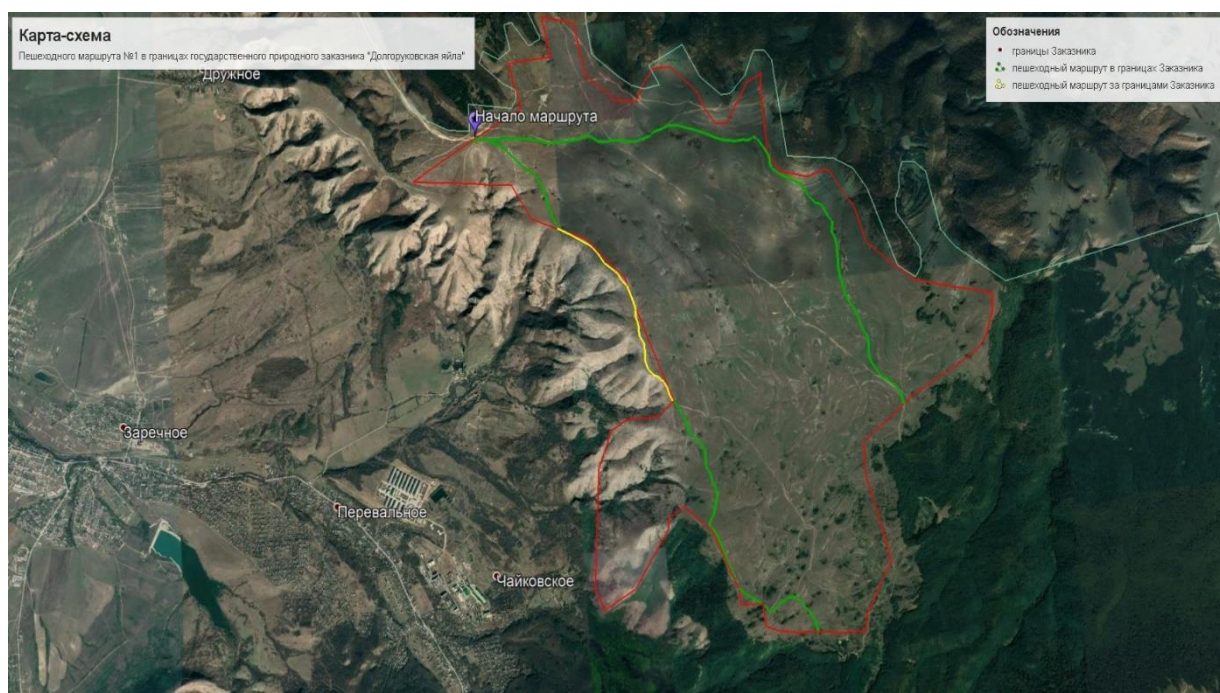 Карта-схема
Пешеходного маршрута №1 в границах государственного природного заказника "Долгоруковская яйла"
Обозначения
границы Заказника
пешеходный маршрут в границах Заказника
пешеходный маршрут за границами Заказника
Дружное
Начало маршрута
Заречное
Перевальное
Чайковское